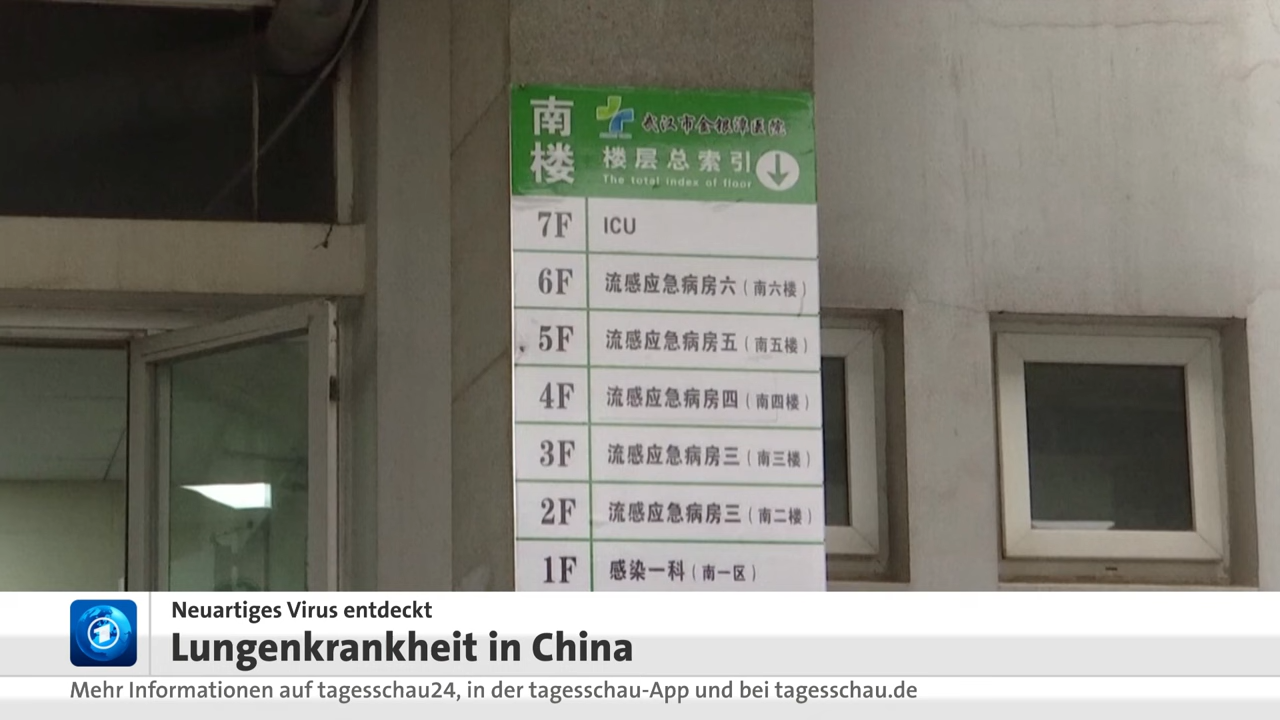 南楼
武汉市金银潭医院
楼层总索引
The total index of floor
7F ICU
6F 流感应急病房六（南六楼）
5F 流感应急病房五（南五楼）
4F 流感应急病房四（南四楼）
3F 流感应急病房三（南三楼）
2F 流感应急病房三（南二楼）
1F 感染一科（南一区）
1
Neuartiges Virus entdeckt
Lungenkrankheit in China
Mehr Informationen auf tagesschau24, in der tagesschau-App und bei tagesschau.de